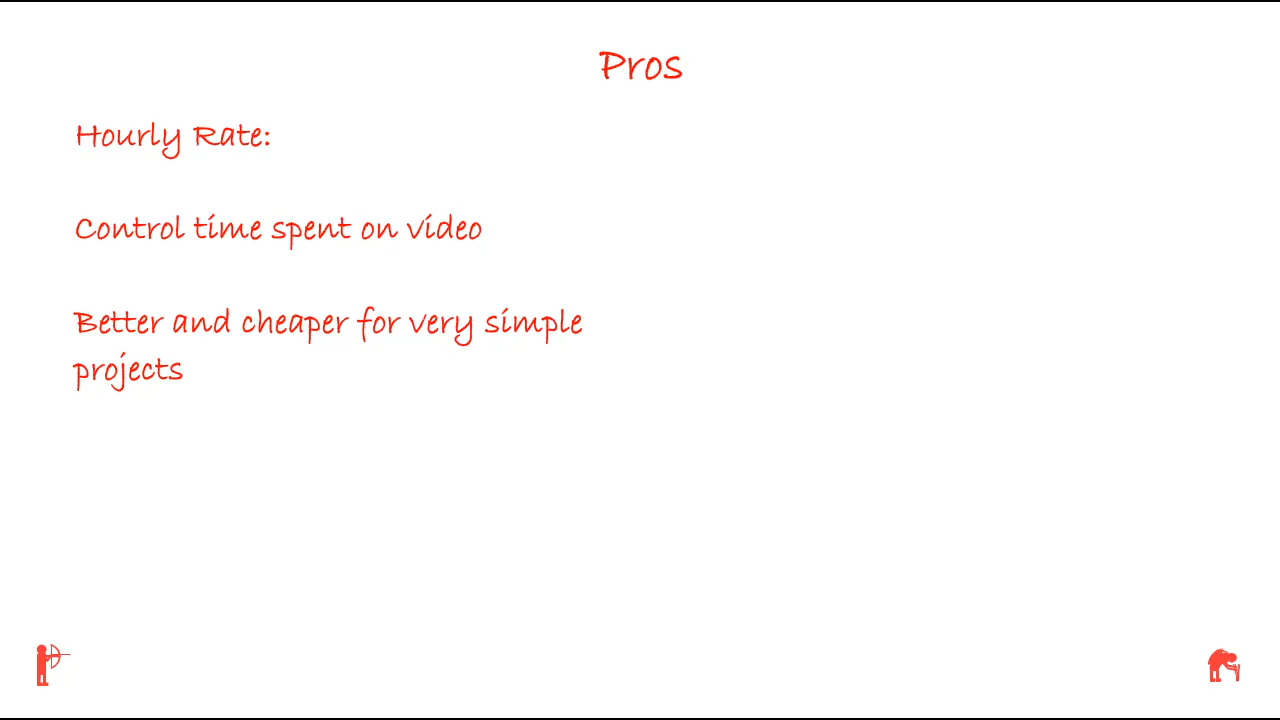 Pros
Hourly Rate:
Control time spent on video
Better and cheaper for very simple
projects